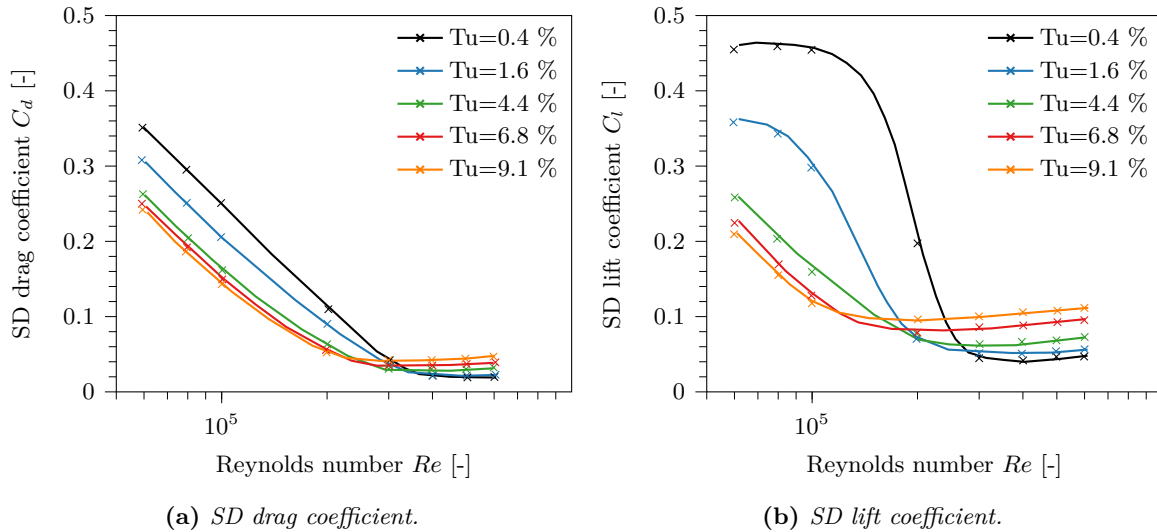 0.5
0.4
0.3
0.2
0.1
0
SD drag coefficient C_d [-]
Tu=0.4 %
Tu=1.6 %
Tu=4.4 %
Tu=6.8 %
Tu=9.1 %
10^5
Reynolds number Re [-]
(a) SD drag coefficient.
0.5
0.4
0.3
0.2
0.1
0
SD lift coefficient C_l [-]
Tu=0.4 %
Tu=1.6 %
Tu=4.4 %
Tu=6.8 %
Tu=9.1 %
10^5
Reynolds number Re [-]
(b) SD lift coefficient.